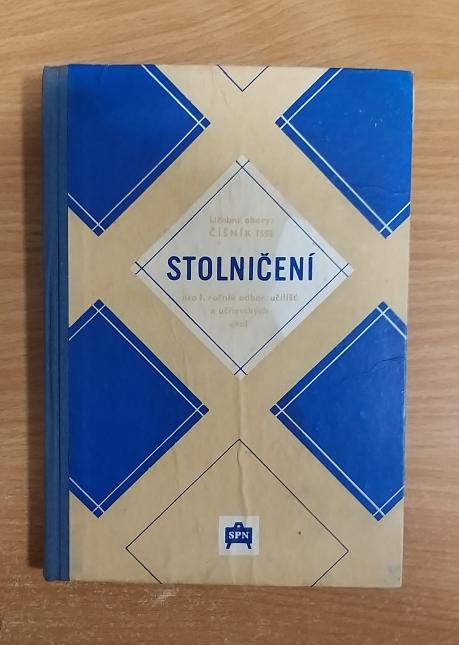 Učební obory:
ČÍŠNÍK 1552
STOLNIČENÍ
pro I. ročník odbor. učilišť
a učňovských
škol
SPN